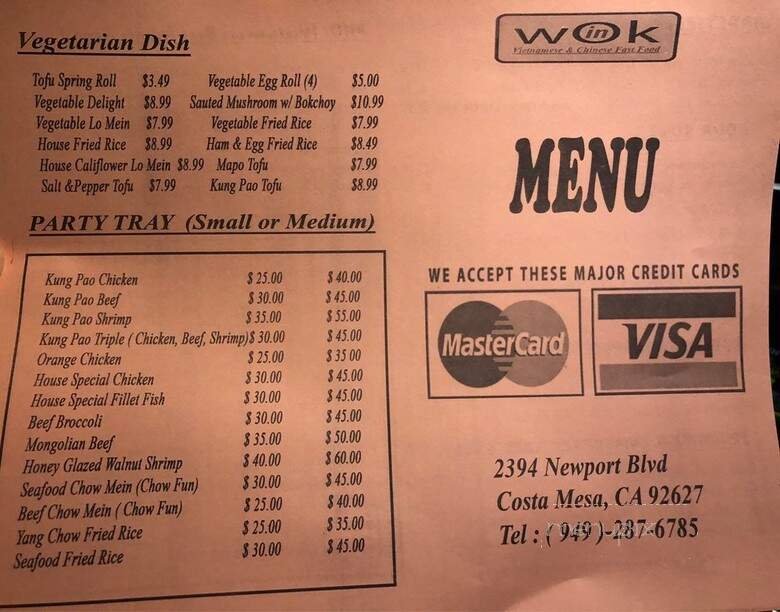 Vegetarian Dish
Tofu Spring Roll $3.49 Vegetable Egg Roll (4) $5.00
Vegetable Delight $8.99 Sauted Mushroom w/ Bokchoy $10.99
Vegetable Lo Mein $7.99 Vegetable Fried Rice $7.99
House Fried Rice $8.99 Ham & Egg Fried Rice $8.49
House Califlower Lo Mein $8.99 Mapo Tofu $7.99
Salt &Pepper Tofu $7.99 Kung Pao Tofu $8.99
PARTY TRAY (Small or Medium)
Kung Pao Chicken $ 25.00 $ 40.00
Kung Pao Beef $ 30.00 $ 45.00
Kung Pao Shrimp $ 35.00 $ 55.00
Kung Pao Triple ( Chicken, Beef, Shrimp)$ 30.00 $ 45.00
Orange Chicken $ 25.00 $ 35 00
House Special Chicken $ 30.00 $ 45.00
House Special Fillet Fish $ 30.00 $ 45.00
Beef Broccoli $ 30.00 $ 45.00
Mongolian Beef $ 35.00 $ 50.00
Honey Glazed Walnut Shrimp $ 40.00 $ 60.00
Seafood Chow Mein (Chow Fun) $ 30.00 $ 45.00
Beef Chow Mein ( Chow Fun) $ 25.00 $ 40.00
Yang Chow Fried Rice $ 25.00 $ 35.00
Seafood Fried Rice $ 30.00 $ 45.00
WOK in
Vietnamese & Chinese Fast Food
MENU
WE ACCEPT THESE MAJOR CREDIT CARDS
MasterCard VISA
2394 Newport Blvd
Costa Mesa, CA 92627
Tel : ( 949 )-287-6785